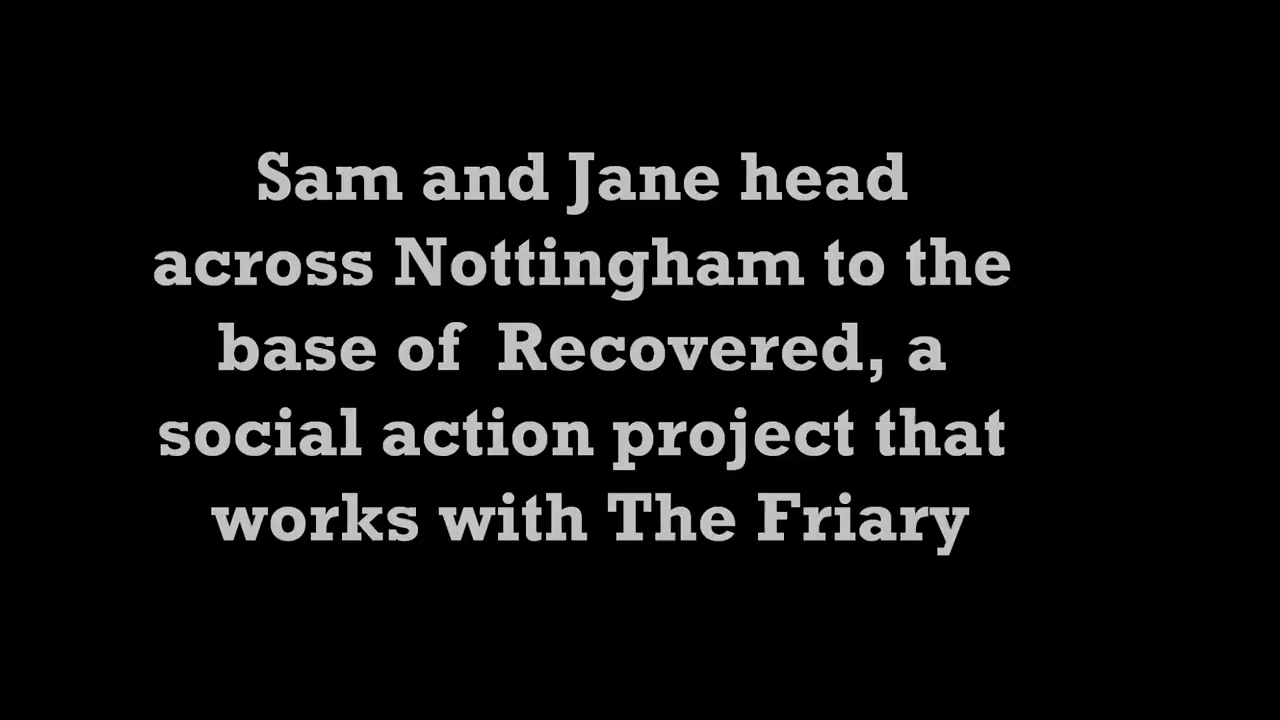 Sam and Jane head
across Nottingham to the
base of  Recovered, a
social action project that
works with The Friary